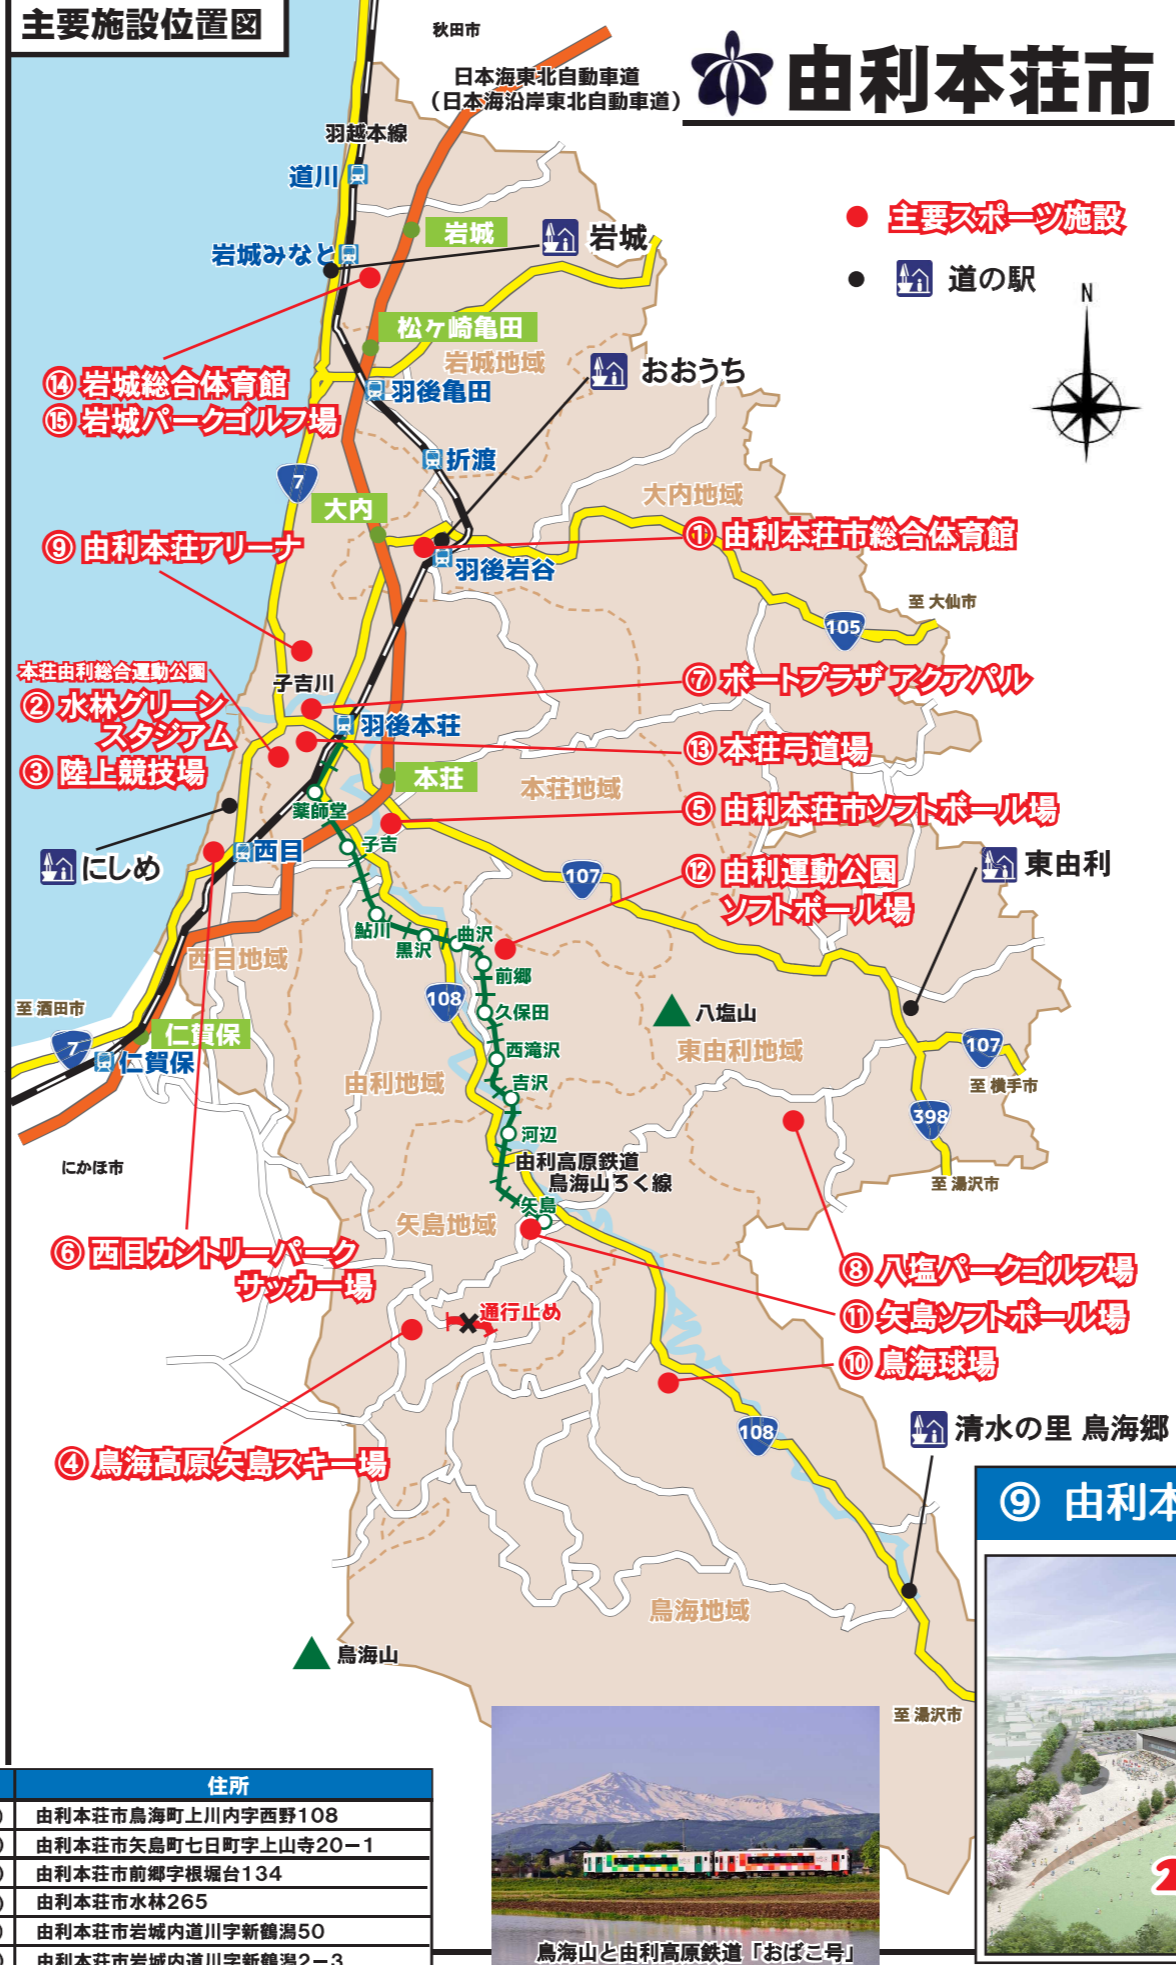 主要施設位置図
秋田市
日本海東北自動車道
（日本海沿岸東北自動車道）
由利本荘市
羽越本線
道川
主要スポーツ施設
岩城
岩城
岩城みなと
道の駅
N
松ヶ崎亀田
岩城地域
おおうち
⑭ 岩城総合体育館
羽後亀田
⑮ 岩城パークゴルフ場
折渡
7
大内地域
大内
① 由利本荘市総合体育館
⑨ 由利本荘アリーナ
羽後岩谷
至 大仙市
105
本荘由利総合運動公園
子吉川
⑦ ボートプラザ アクアパル
② 水林グリーン
スタジアム
羽後本荘
⑬ 本荘弓道場
③ 陸上競技場
本荘
本荘地域
薬師堂
⑤ 由利本荘市ソフトボール場
子吉
西目
にしめ
107
⑫ 由利運動公園
ソフトボール場
東由利
鮎川
黒沢
曲沢
西目地域
前郷
108
至 酒田市
久保田
八塩山
仁賀保
7
仁賀保
西滝沢
東由利地域
107
由利地域
吉沢
至 横手市
398
河辺
にかほ市
由利高原鉄道
鳥海山ろく線
至 湯沢市
矢島
矢島地域
⑥ 西目カントリーパーク
サッカー場
⑧ 八塩パークゴルフ場
通行止め
⑪ 矢島ソフトボール場
⑩ 鳥海球場
108
清水の里 鳥海郷
④ 鳥海高原矢島スキー場
⑨ 由利本
鳥海地域
鳥海山
至 湯沢市
住所
由利本荘市鳥海町上川内字西野108
由利本荘市矢島町七日町字上山寺20−1
由利本荘市前郷字根堀台134
由利本荘市水林265
由利本荘市岩城内道川字新鶴潟50
由利本荘市岩城内道川字新鶴潟2−3
鳥海山と由利高原鉄道「おばこ号」